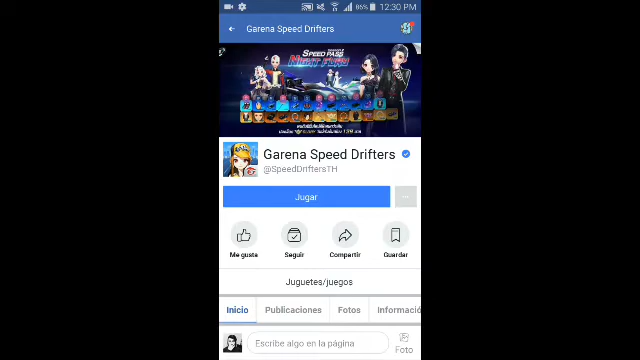 86% 12:30 PM
Garena Speed Drifters
SPEED PASS
NIGHT FURY
Garena Speed Drifters
@SpeedDriftersTH
Jugar
Me gusta Seguir Compartir Guardar
Juguetes/juegos
Inicio Publicaciones Fotos Informació
Escribe algo en la página Foto